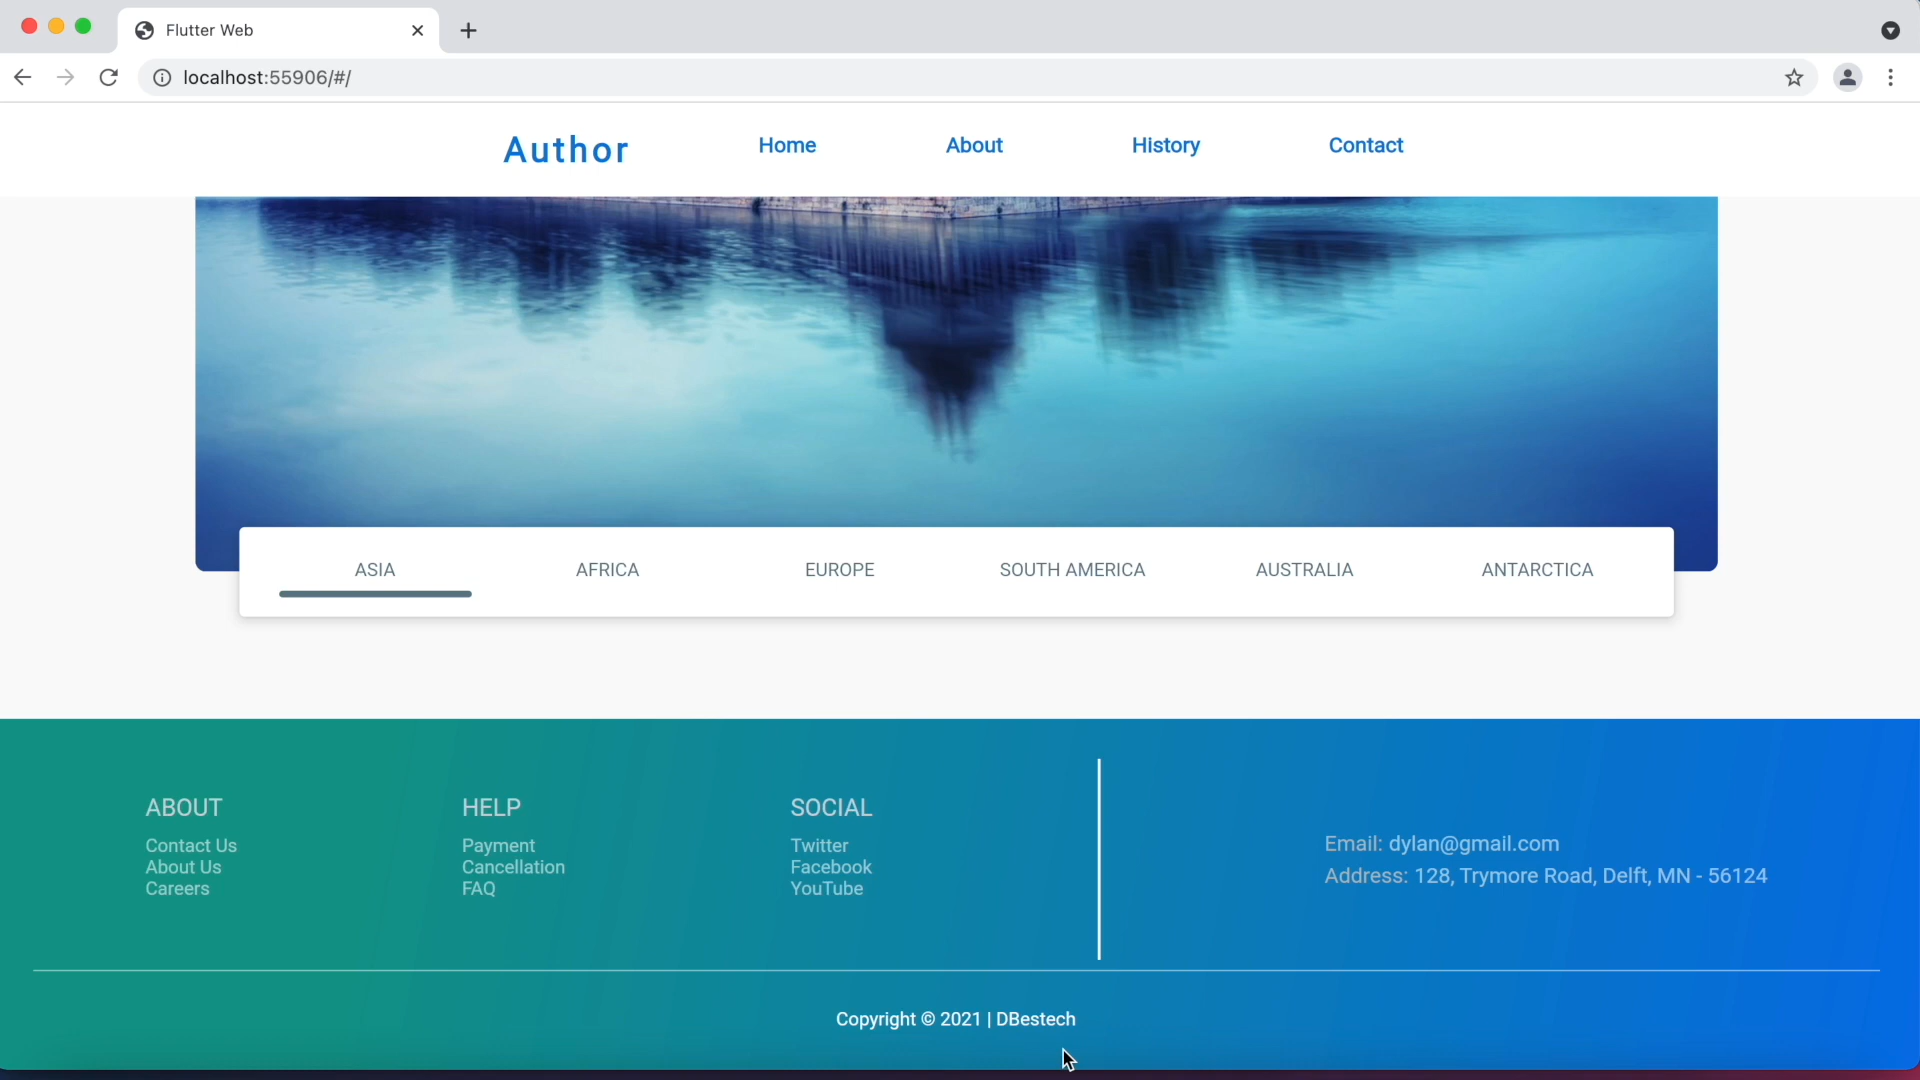 Flutter Web
localhost:55906/#/
Author Home About History Contact
ASIA AFRICA EUROPE SOUTH AMERICA AUSTRALIA ANTARCTICA
ABOUT
Contact Us
About Us
Careers
HELP
Payment
Cancellation
FAQ
SOCIAL
Twitter
Facebook
YouTube
Email: dylan@gmail.com
Address: 128, Trymore Road, Delft, MN - 56124
Copyright © 2021 | DBestech